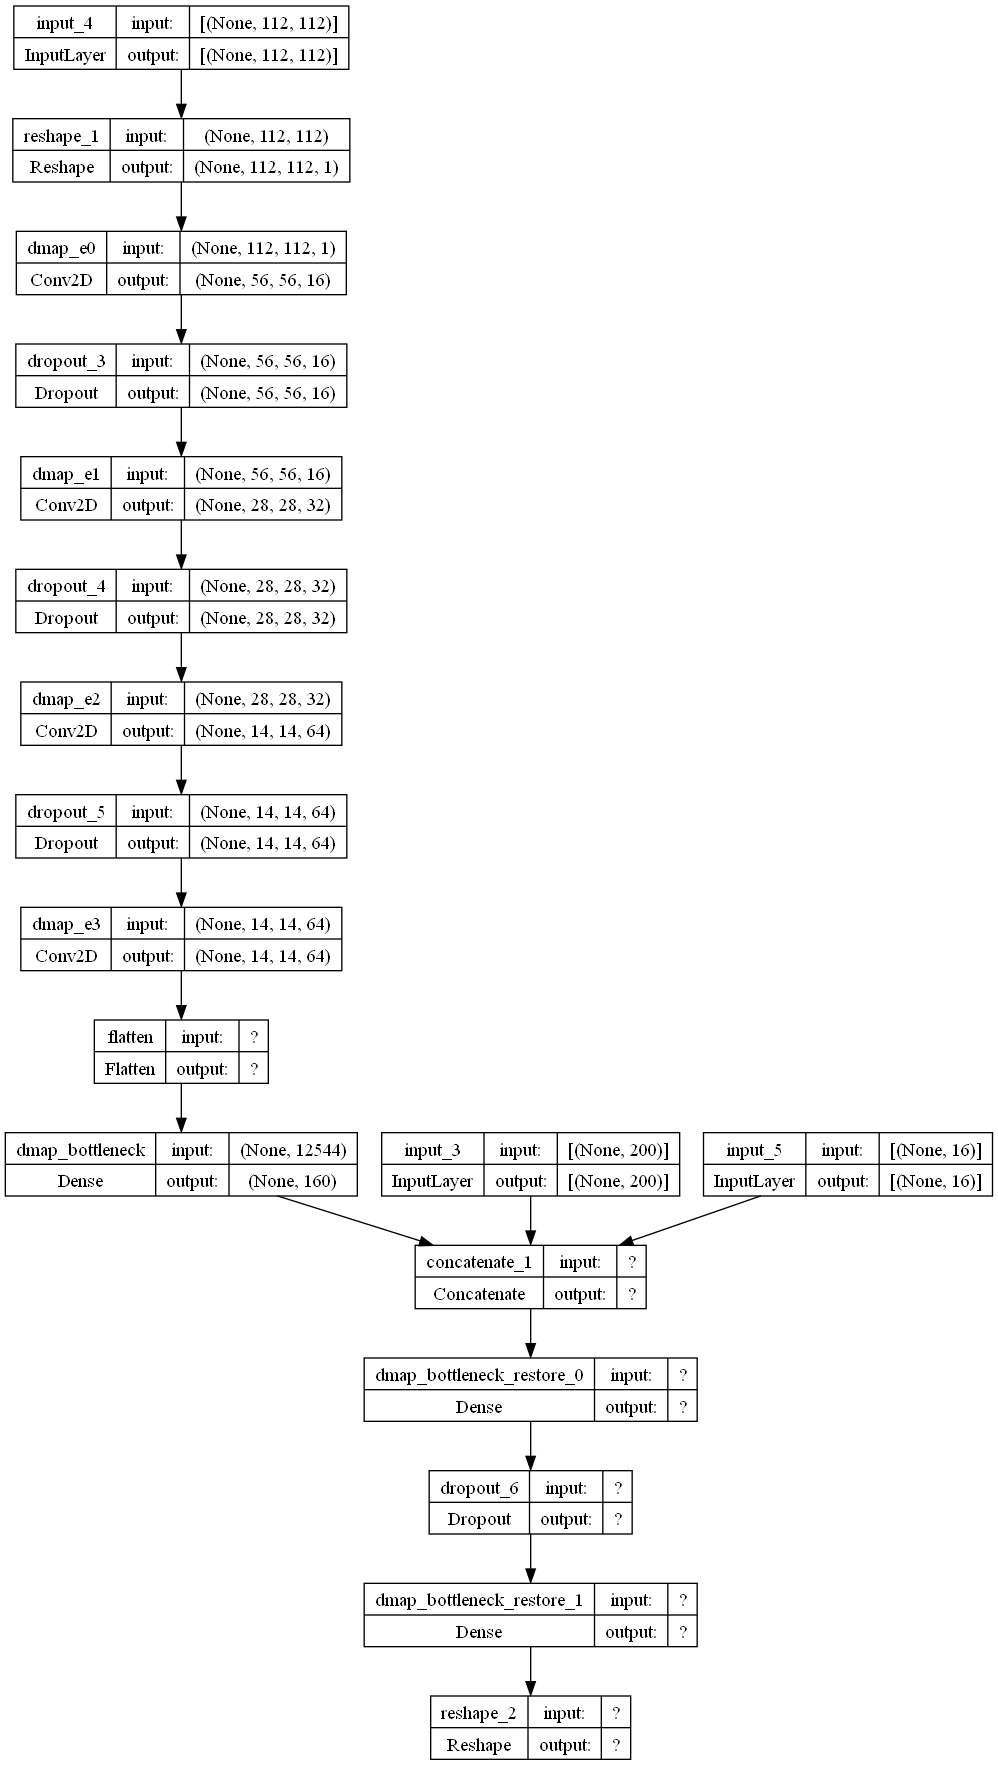 input_4 input: [(None, 112, 112)]
InputLayer output: [(None, 112, 112)]
reshape_1 input: (None, 112, 112)
Reshape output: (None, 112, 112, 1)
dmap_e0 input: (None, 112, 112, 1)
Conv2D output: (None, 56, 56, 16)
dropout_3 input: (None, 56, 56, 16)
Dropout output: (None, 56, 56, 16)
dmap_e1 input: (None, 56, 56, 16)
Conv2D output: (None, 28, 28, 32)
dropout_4 input: (None, 28, 28, 32)
Dropout output: (None, 28, 28, 32)
dmap_e2 input: (None, 28, 28, 32)
Conv2D output: (None, 14, 14, 64)
dropout_5 input: (None, 14, 14, 64)
Dropout output: (None, 14, 14, 64)
dmap_e3 input: (None, 14, 14, 64)
Conv2D output: (None, 14, 14, 64)
flatten input: ?
Flatten output: ?
dmap_bottleneck input: (None, 12544)
Dense output: (None, 160)
input_3 input: [(None, 200)]
InputLayer output: [(None, 200)]
input_5 input: [(None, 16)]
InputLayer output: [(None, 16)]
concatenate_1 input: ?
Concatenate output: ?
dmap_bottleneck_restore_0 input: ?
Dense output: ?
dropout_6 input: ?
Dropout output: ?
dmap_bottleneck_restore_1 input: ?
Dense output: ?
reshape_2 input: ?
Reshape output: ?